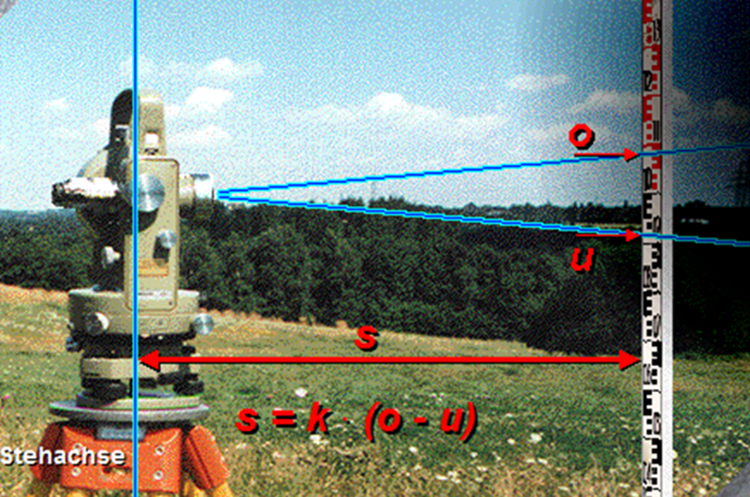 o
u
s
s = k · (o - u)
Stehachse